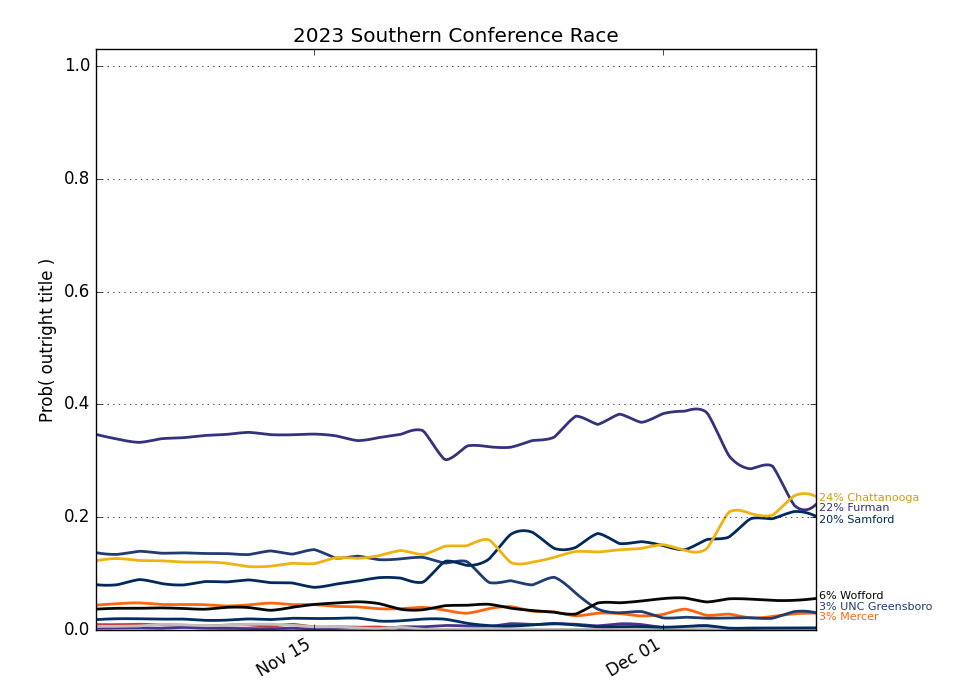 2023 Southern Conference Race
1.0
0.8
0.6
0.4
0.2
0.0
Prob( outright title )
24% Chattanooga
22% Furman
20% Samford
6% Wofford
3% UNC Greensboro
3% Mercer
Nov 15
Dec 01